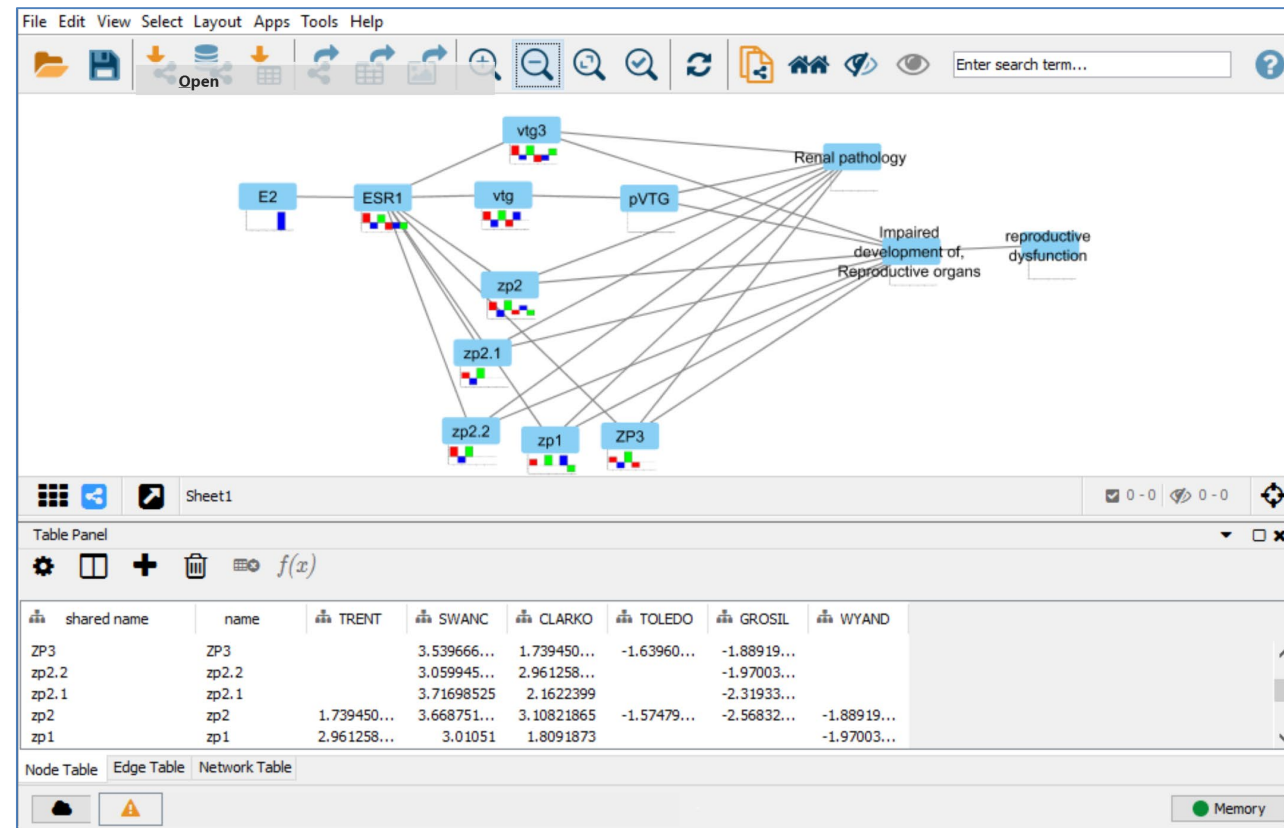 File Edit View Select Layout Apps Tools Help
Open
Enter search term...
?
vtg3
Renal pathology
E2
ESR1
vtg
pVTG
Impaired
development of,
Reproductive organs
reproductive
dysfunction
zp2
zp2.1
zp2.2
zp1
ZP3
Sheet1
0 - 0
0 - 0
Table Panel
f(x)
shared name name TRENT SWANC CLARKO TOLEDO GROSIL WYAND
ZP3 ZP3 3.539666... 1.739450... -1.63960... -1.88919...
zp2.2 zp2.2 3.059945... 2.961258... -1.97003...
zp2.1 zp2.1 3.71698525 2.1622399 -2.31933...
zp2 zp2 1.739450... 3.668751... 3.10821865 -1.57479... -2.56832... -1.88919...
zp1 zp1 2.961258... 3.01051 1.8091873 -1.97003...
Node Table Edge Table Network Table
Memory